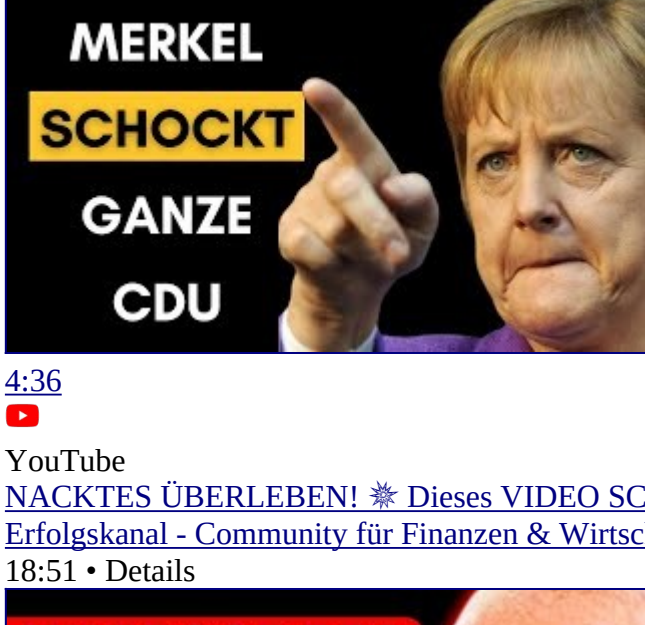 MERKEL
SCHOCKT
GANZE
CDU
4:36
YouTube
NACKTES ÜBERLEBEN! ✵ Dieses VIDEO SC
Erfolgskanal - Community für Finanzen & Wirtsc
18:51 • Details